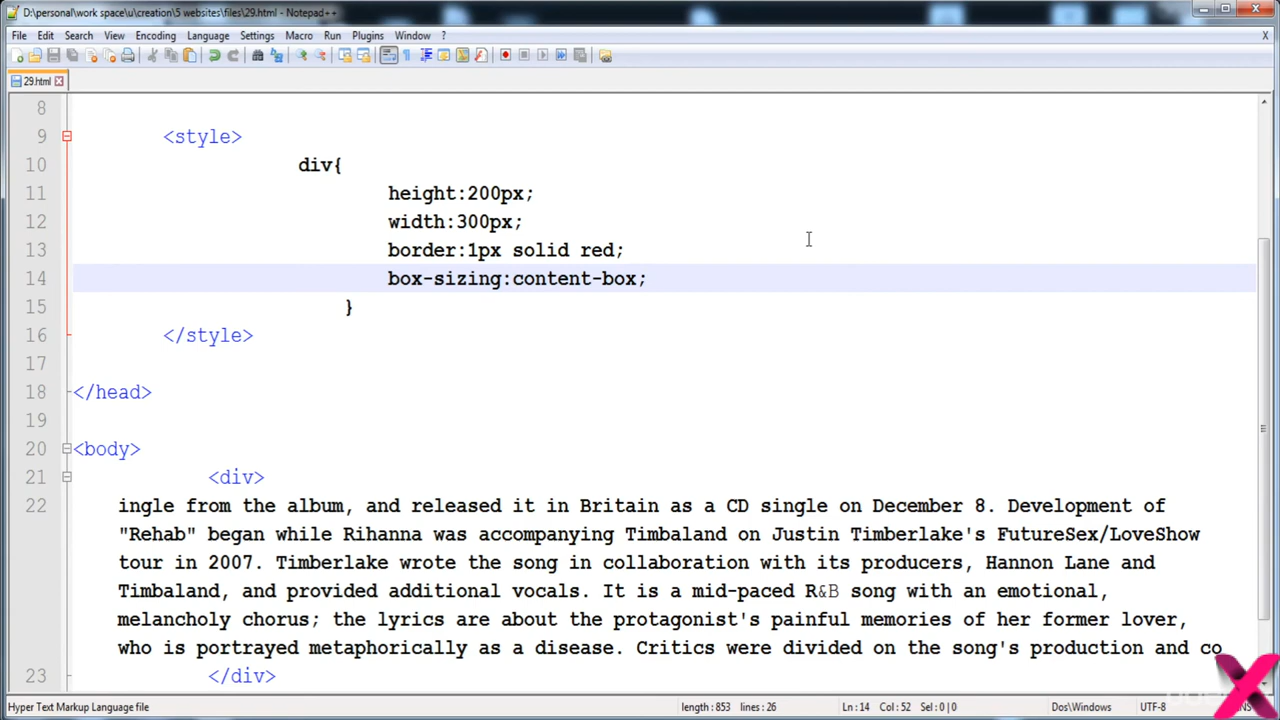 D:\personal\work space\u\creation\5 websites\files\29.html - Notepad++
File Edit Search View Encoding Language Settings Macro Run Plugins Window ? X
29.html
8
9 <style>
10 div{
11 height:200px;
12 width:300px;
13 border:1px solid red;
14 box-sizing:content-box;
15 }
16 </style>
17
18 </head>
19
20 <body>
21 <div>
22 ingle from the album, and released it in Britain as a CD single on December 8. Development of
"Rehab" began while Rihanna was accompanying Timbaland on Justin Timberlake's FutureSex/LoveShow
tour in 2007. Timberlake wrote the song in collaboration with its producers, Hannon Lane and
Timbaland, and provided additional vocals. It is a mid-paced R&B song with an emotional,
melancholy chorus; the lyrics are about the protagonist's painful memories of her former lover,
who is portrayed metaphorically as a disease. Critics were divided on the song's production and co
23 </div>
Hyper Text Markup Language file length:853 lines:26 Ln:14 Col:52 Sel:0|0 Dos\Windows UTF-8